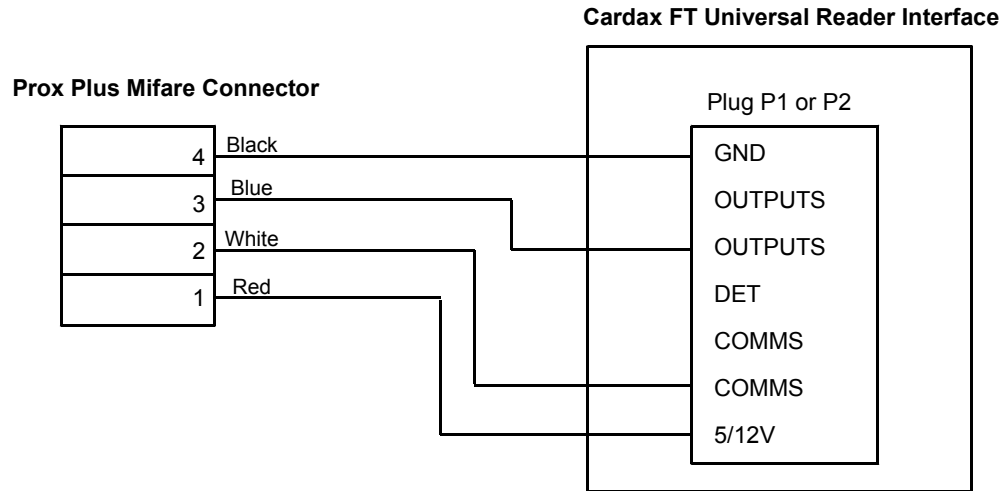 Cardax FT Universal Reader Interface
Prox Plus Mifare Connector
Plug P1 or P2
4 Black GND
3 Blue OUTPUTS
2 White OUTPUTS
1 Red DET
COMMS
COMMS
5/12V